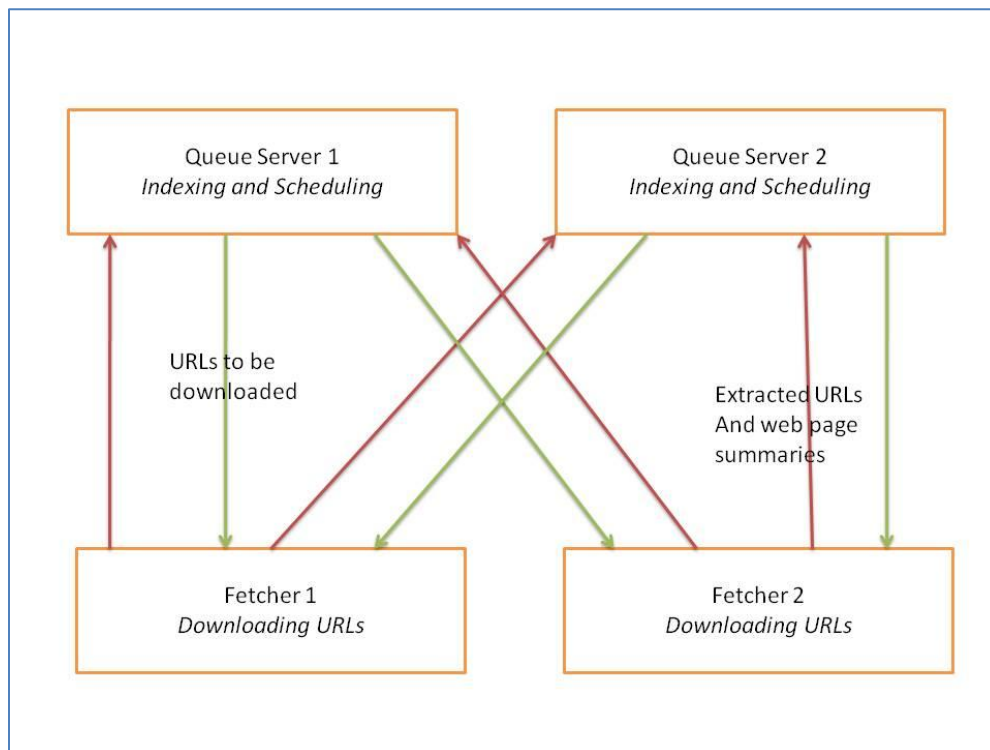 Queue Server 1
Indexing and Scheduling
Queue Server 2
Indexing and Scheduling
URLs to be
downloaded
Extracted URLs
And web page
summaries
Fetcher 1
Downloading URLs
Fetcher 2
Downloading URLs